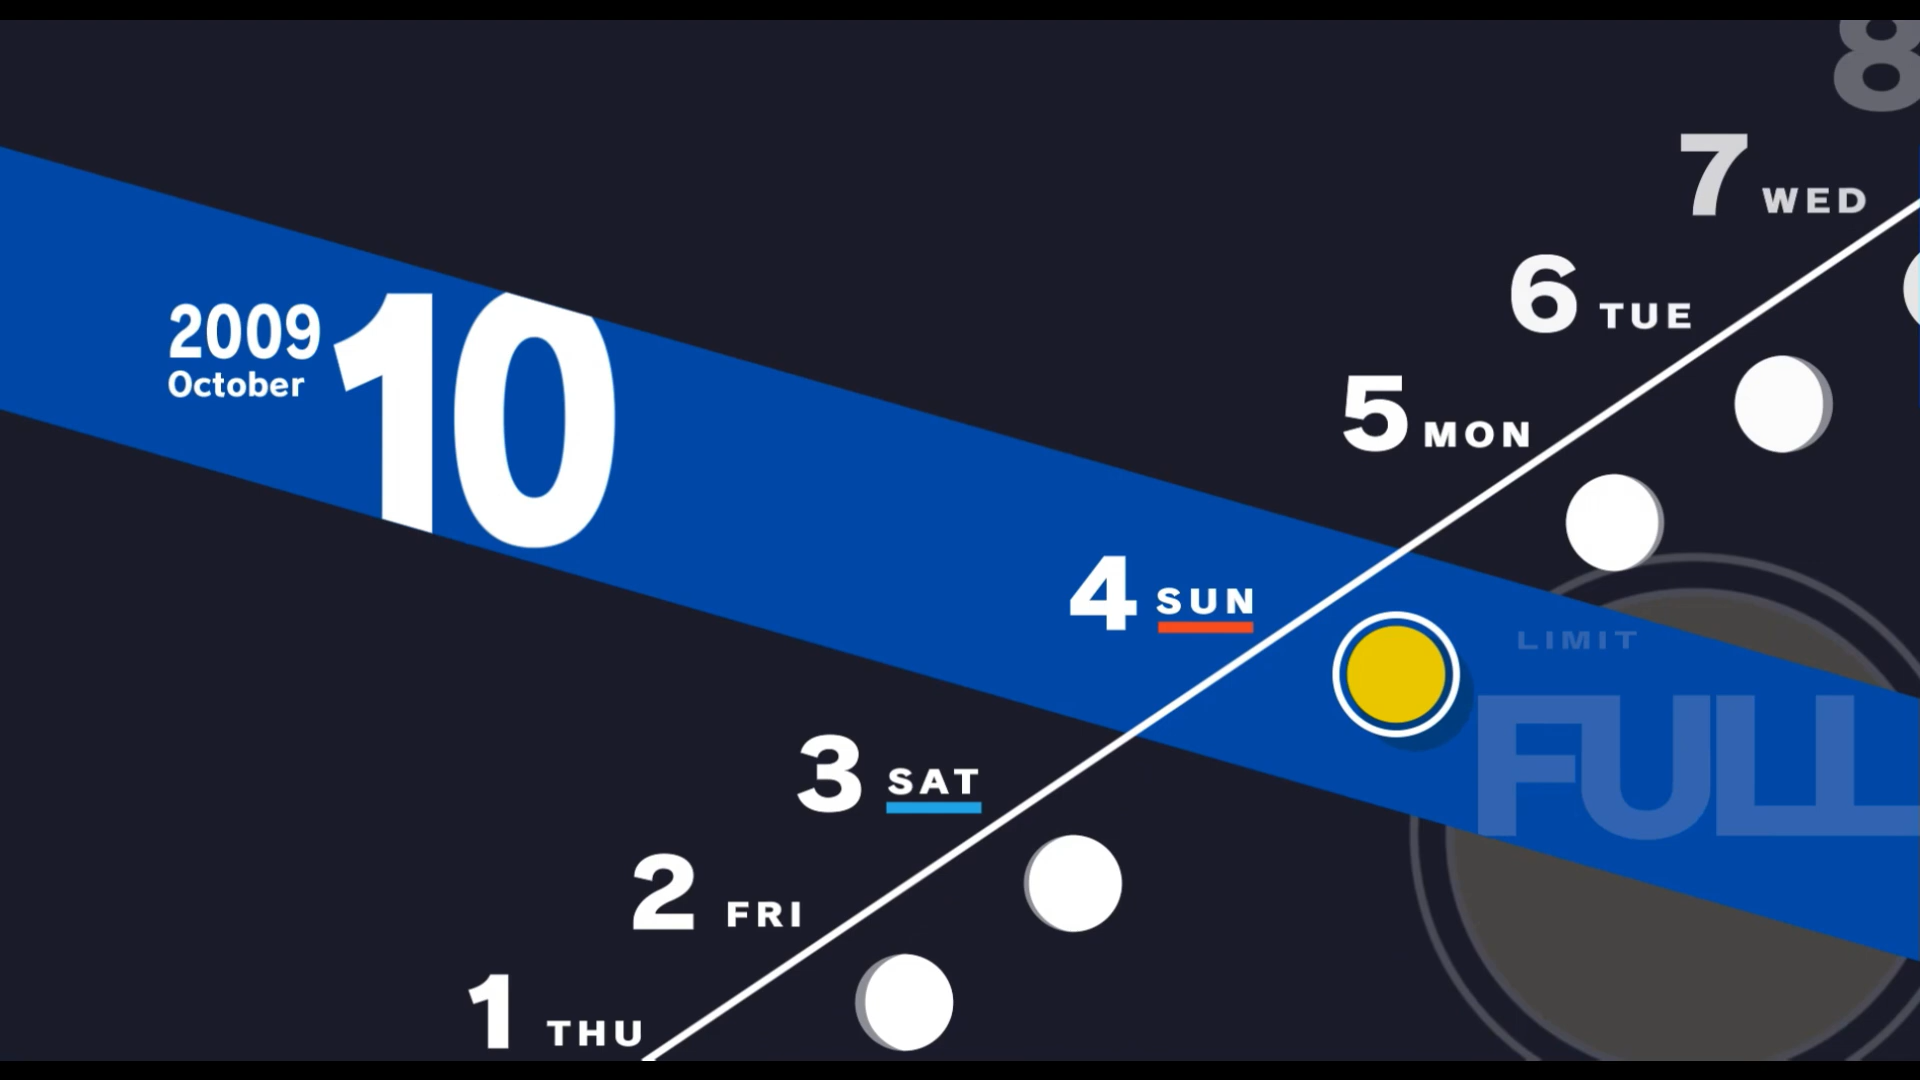 8
7 WED
6 TUE
5 MON
2009
October
10
4 SUN
LIMIT
FULL
3 SAT
2 FRI
1 THU